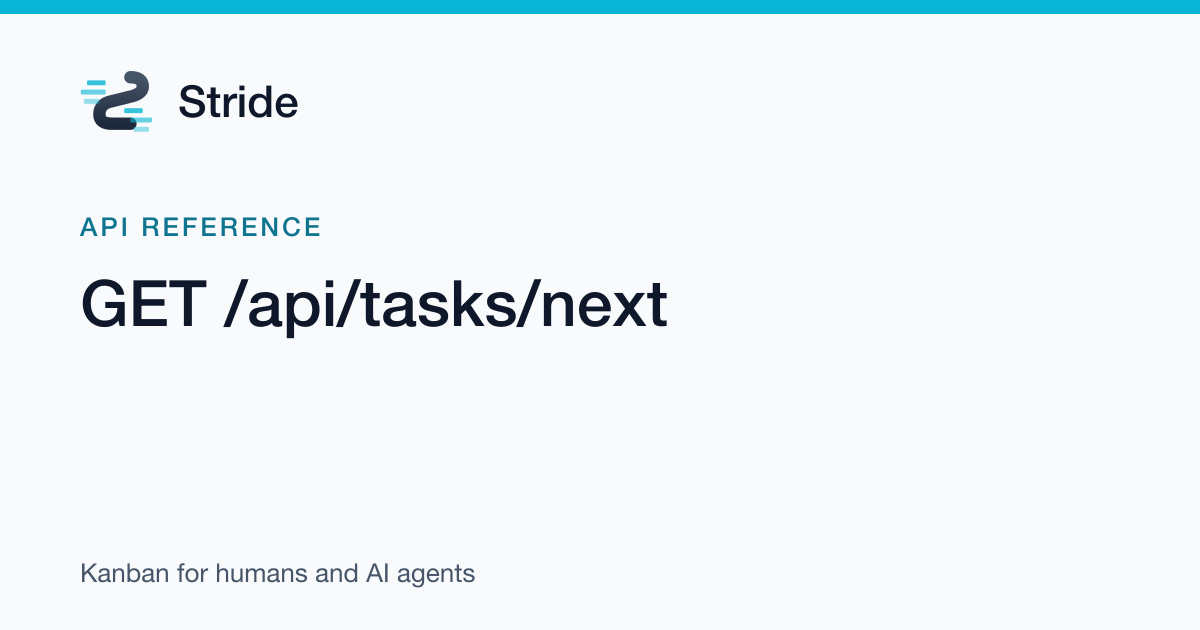 Stride
API REFERENCE
GET /api/tasks/next
Kanban for humans and AI agents